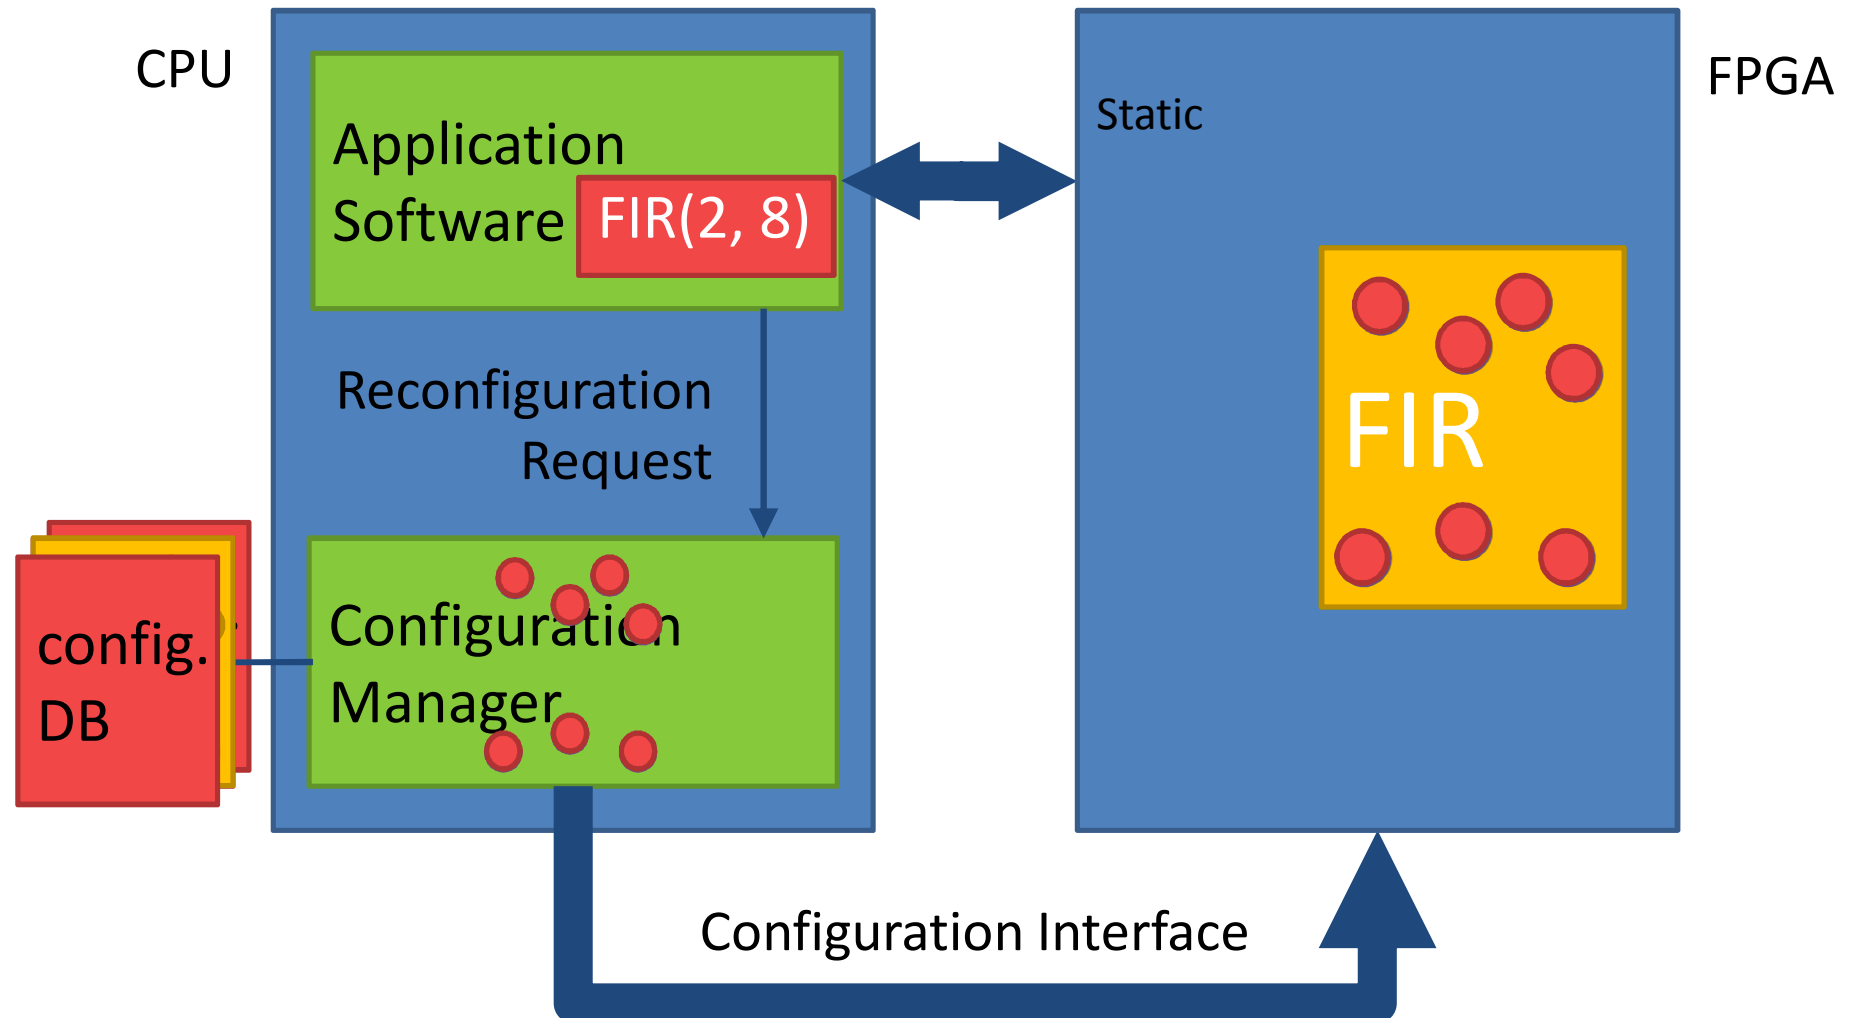 CPU
FPGA
Static
Application
Software
FIR(2, 8)
Reconfiguration
Request
FIR
config.
DB
Configuration
Manager
Configuration Interface